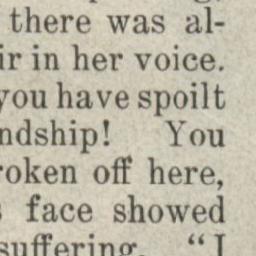 there was al-
ir in her voice.
you have spoilt
ndship! You
roken off here,
s face showed
suffering. "I